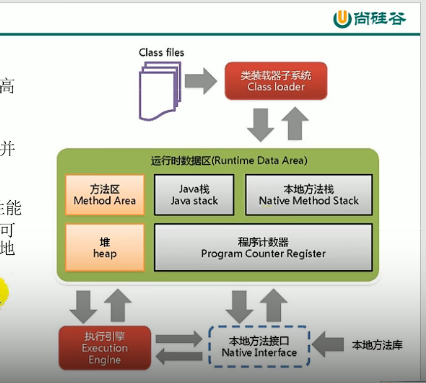 尚硅谷
Class files
高
类装载器子系统
Class loader
并
运行时数据区(Runtime Data Area)
方法区
Method Area
Java栈
Java stack
本地方法栈
Native Method Stack
性能
可
地
堆
heap
程序计数器
Program Counter Register
执行引擎
Execution
Engine
本地方法接口
Native Interface
本地方法库